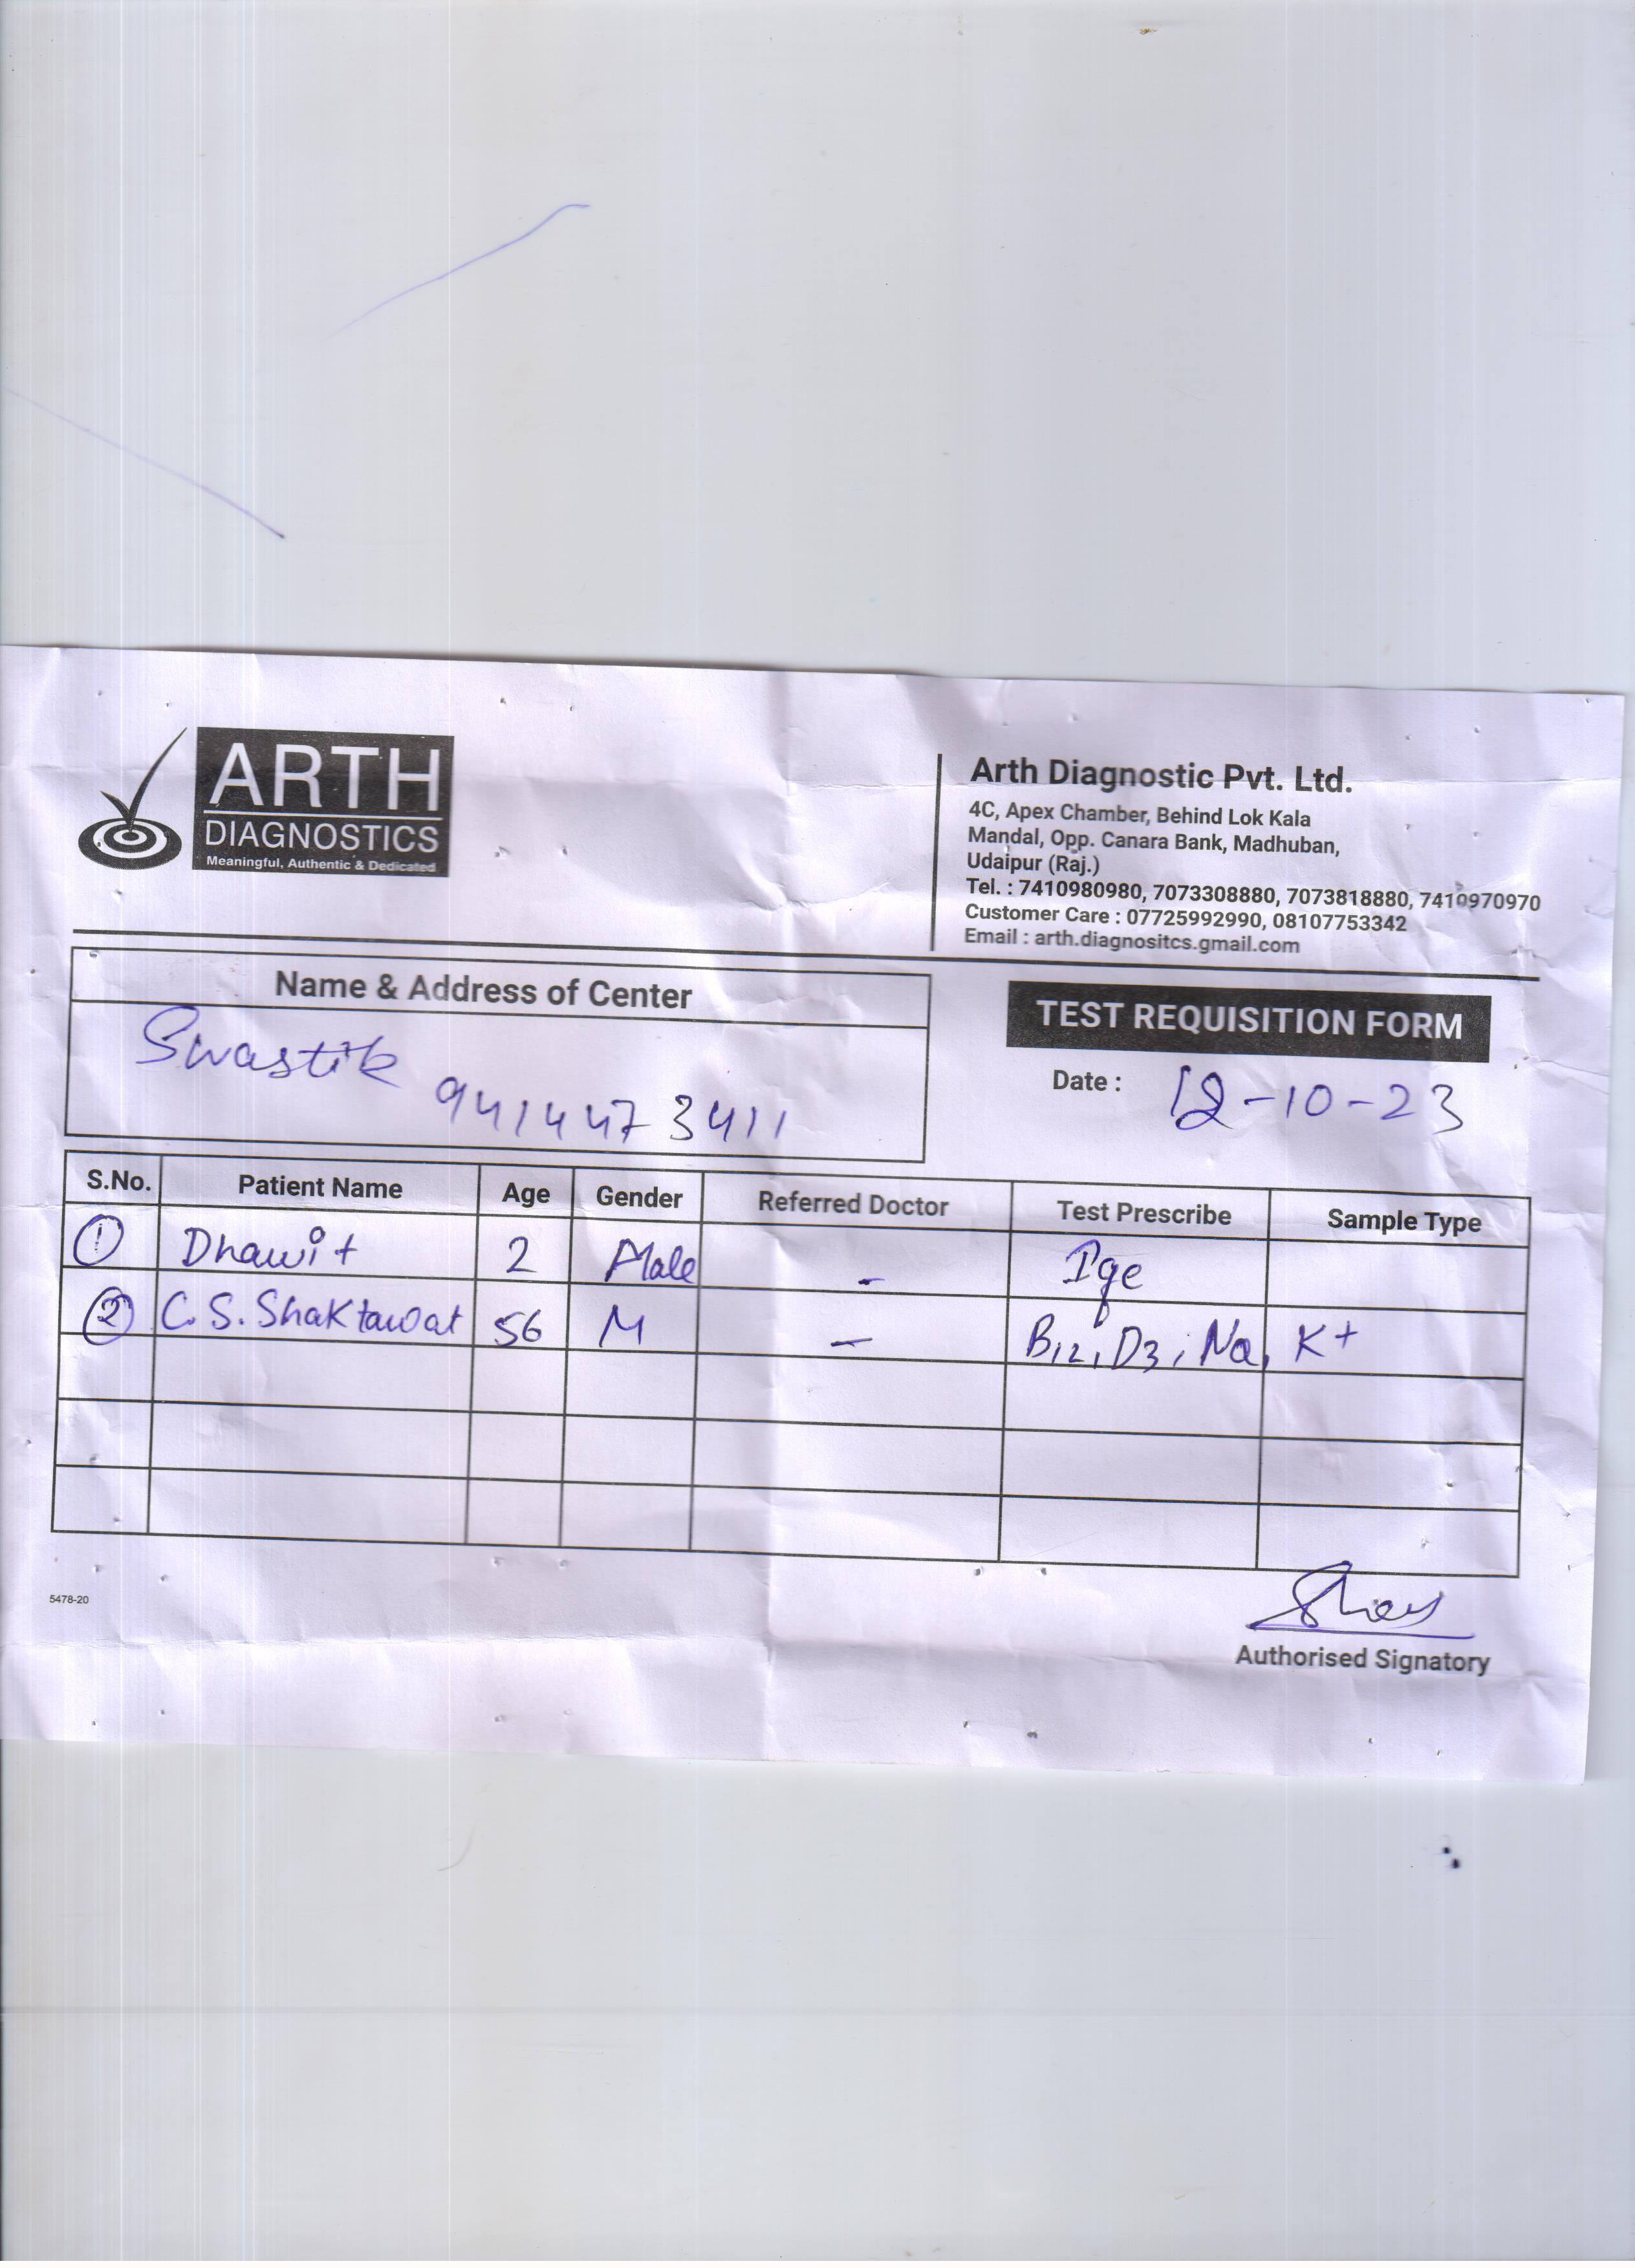 ARTH
DIAGNOSTICS
Meaningful, Authentic & Dedicated
Arth Diagnostic Pvt. Ltd.
4C, Apex Chamber, Behind Lok Kala
Mandal, Opp. Canara Bank, Madhuban,
Udaipur (Raj.)
Tel. : 7410980980, 7073308880, 7073818880, 7410970970
Customer Care : 07725992990, 08107753342
Email : arth.diagnositcs.gmail.com
Name & Address of Center
Swastik 9414473411
TEST REQUISITION FORM
Date : 12-10-23
S.No. Patient Name Age Gender Referred Doctor Test Prescribe Sample Type
1 Dhawit 2 Male - Ige
2 C.S. Shaktawat 56 M - B12, D3, Na, K+
5478-20
Authorised Signatory